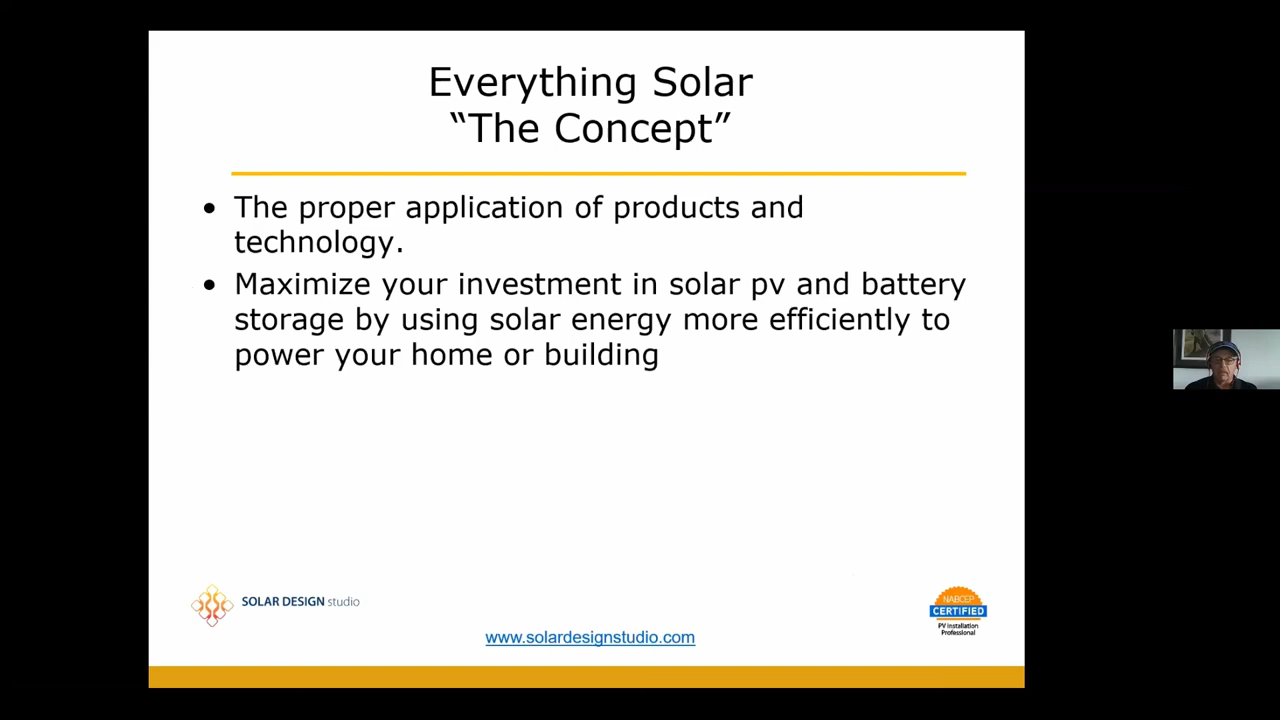 Everything Solar
“The Concept”
• The proper application of products and
technology.
• Maximize your investment in solar pv and battery
storage by using solar energy more efficiently to
power your home or building
SOLAR DESIGN studio
www.solardesignstudio.com
NABCEP
CERTIFIED
PV Installation
Professional